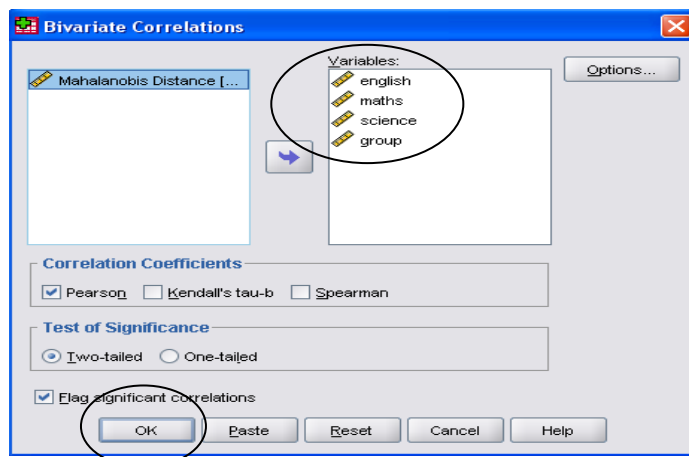 Bivariate Correlations
Variables:
Mahalanobis Distance [...
english
maths
science
group
Options...
Correlation Coefficients
Pearson Kendall's tau-b Spearman
Test of Significance
Two-tailed One-tailed
Flag significant correlations
OK Paste Reset Cancel Help